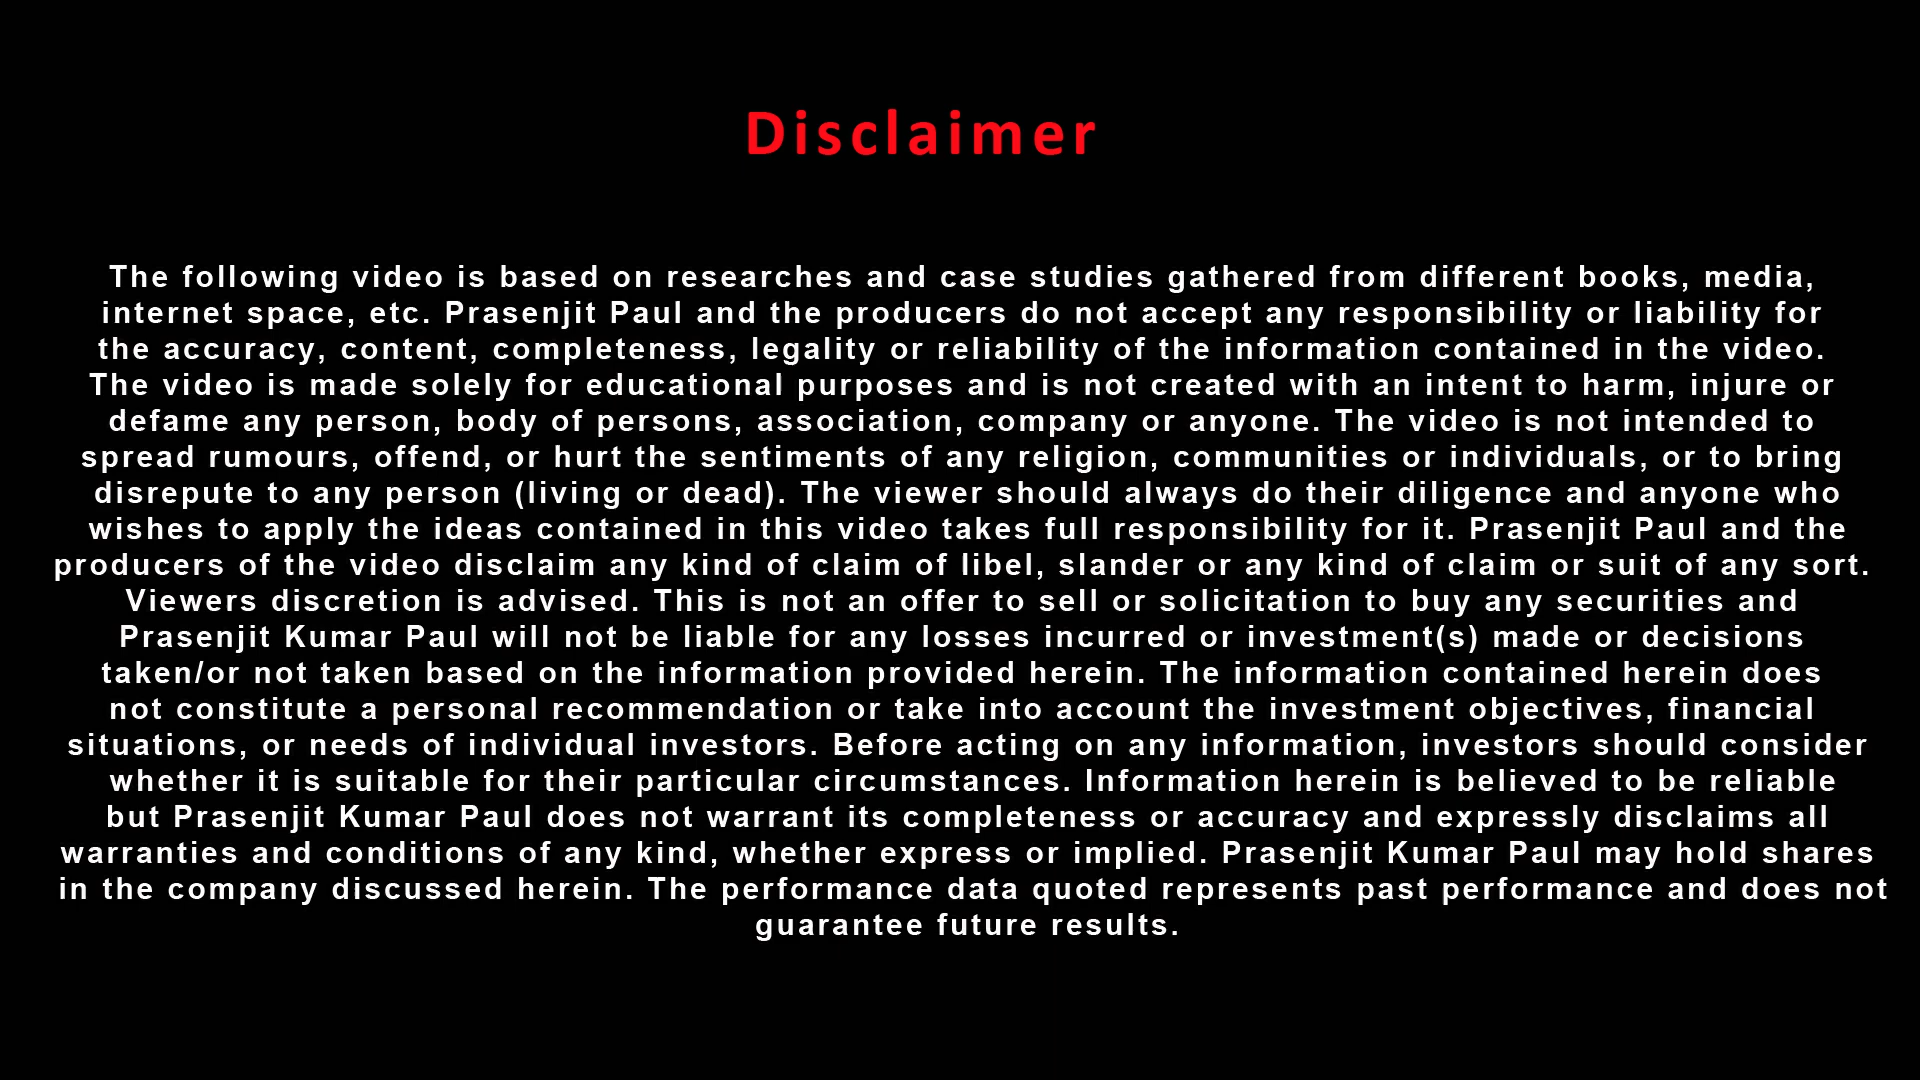 Disclaimer
The following video is based on researches and case studies gathered from different books, media,
internet space, etc. Prasenjit Paul and the producers do not accept any responsibility or liability for
the accuracy, content, completeness, legality or reliability of the information contained in the video.
The video is made solely for educational purposes and is not created with an intent to harm, injure or
defame any person, body of persons, association, company or anyone. The video is not intended to
spread rumours, offend, or hurt the sentiments of any religion, communities or individuals, or to bring
disrepute to any person (living or dead). The viewer should always do their diligence and anyone who
wishes to apply the ideas contained in this video takes full responsibility for it. Prasenjit Paul and the
producers of the video disclaim any kind of claim of libel, slander or any kind of claim or suit of any sort.
Viewers discretion is advised. This is not an offer to sell or solicitation to buy any securities and
Prasenjit Kumar Paul will not be liable for any losses incurred or investment(s) made or decisions
taken/or not taken based on the information provided herein. The information contained herein does
not constitute a personal recommendation or take into account the investment objectives, financial
situations, or needs of individual investors. Before acting on any information, investors should consider
whether it is suitable for their particular circumstances. Information herein is believed to be reliable
but Prasenjit Kumar Paul does not warrant its completeness or accuracy and expressly disclaims all
warranties and conditions of any kind, whether express or implied. Prasenjit Kumar Paul may hold shares
in the company discussed herein. The performance data quoted represents past performance and does not
guarantee future results.